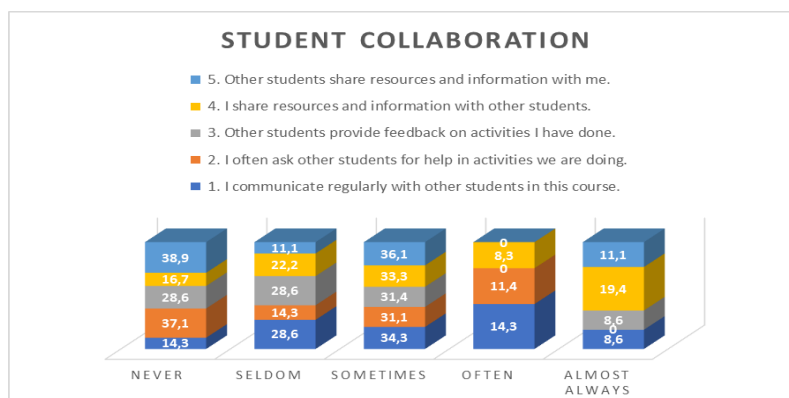 STUDENT COLLABORATION
5. Other students share resources and information with me.
4. I share resources and information with other students.
3. Other students provide feedback on activities I have done.
2. I often ask other students for help in activities we are doing.
1. I communicate regularly with other students in this course.
38,9 11,1 36,1 0 11,1
16,7 22,2 33,3 8,3 19,4
28,6 28,6 31,4 0 8,6
37,1 14,3 31,1 11,4 0
14,3 28,6 34,3 14,3 8,6
NEVER SELDOM SOMETIMES OFTEN ALMOST
ALWAYS